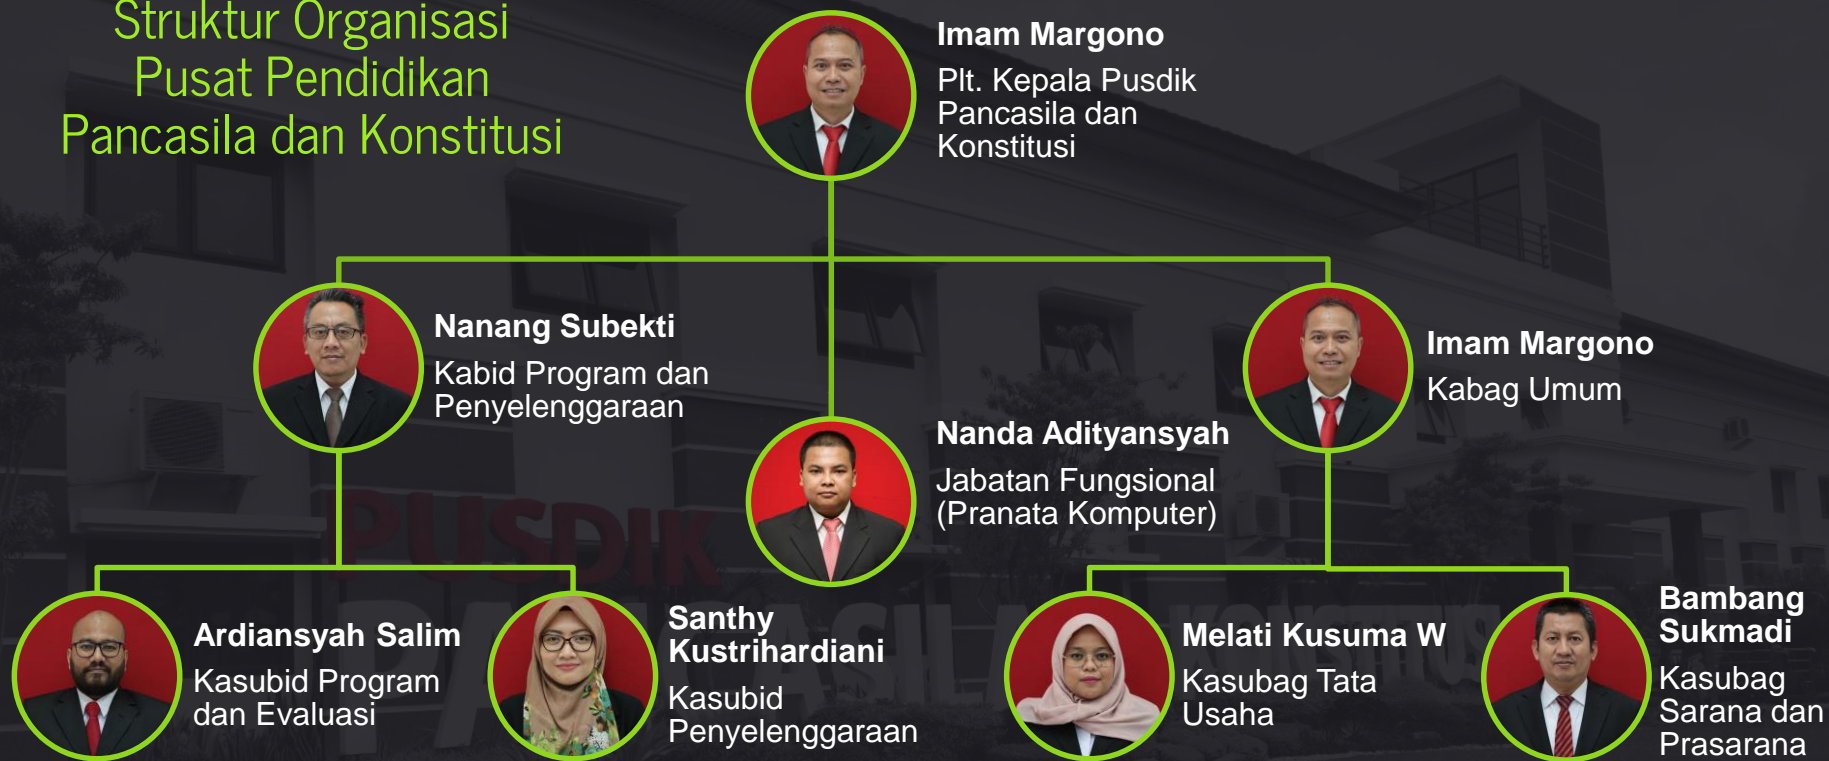 Struktur Organisasi
Pusat Pendidikan
Pancasila dan Konstitusi
Imam Margono
Plt. Kepala Pusdik
Pancasila dan
Konstitusi
Nanang Subekti
Kabid Program dan
Penyelenggaraan
Nanda Adityansyah
Jabatan Fungsional
(Pranata Komputer)
Imam Margono
Kabag Umum
Ardiansyah Salim
Kasubid Program
dan Evaluasi
Santhy
Kustrihardiani
Kasubid
Penyelenggaraan
Melati Kusuma W
Kasubag Tata
Usaha
Bambang
Sukmadi
Kasubag
Sarana dan
Prasarana
PUSDIK
PANCASILA